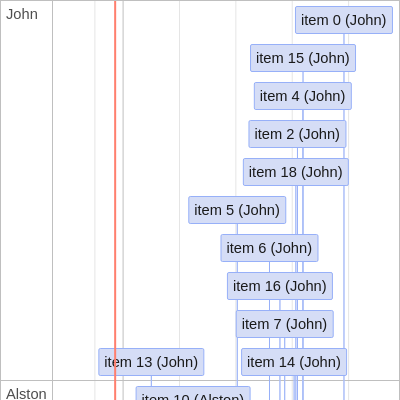 John
item 0 (John)
item 15 (John)
item 4 (John)
item 2 (John)
item 18 (John)
item 5 (John)
item 6 (John)
item 16 (John)
item 7 (John)
item 13 (John)
item 14 (John)
Alston
item 10 (Alston)